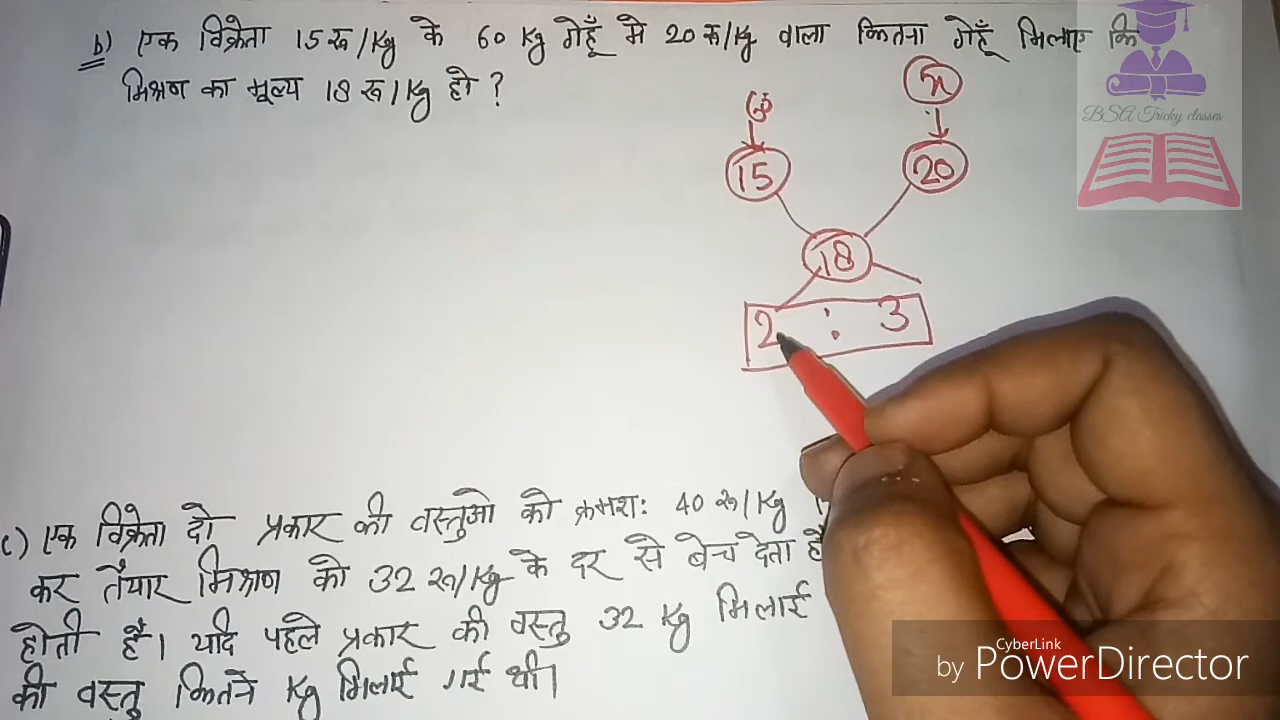 b) एक विक्रेता 15 रू/Kg के 60 Kg गेहूँ मे 20 रू/Kg वाला कितना गेहूँ मिलाए कि
मिश्रण का मूल्य 18 रू/Kg हो ?
BSA Tricky classes
15
20
18
2 : 3
c) एक विक्रेता दो प्रकार की वस्तुओ को क्रमश: 40 रू/Kg
कर तैयार मिश्रण को 32 रू/Kg के दर से बेच देता है
होती है। यदि पहले प्रकार की वस्तु 32 Kg मिलाई
की वस्तु कितने Kg मिलाई गई थी।
CyberLink
by PowerDirector